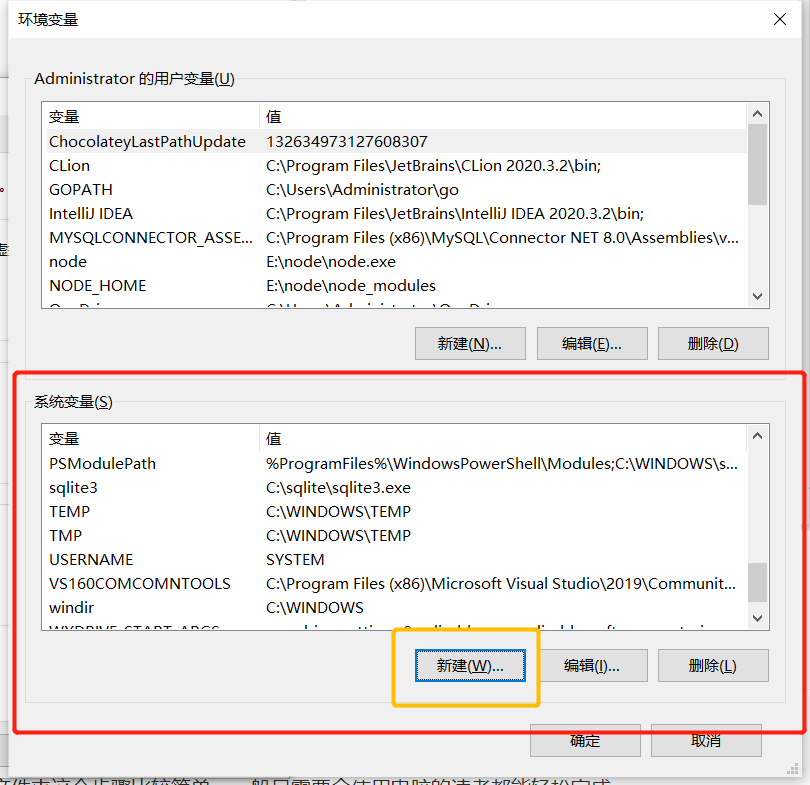 环境变量
Administrator 的用户变量(U)
变量 值
ChocolateyLastPathUpdate 132634973127608307
CLion C:\Program Files\JetBrains\CLion 2020.3.2\bin;
GOPATH C:\Users\Administrator\go
IntelliJ IDEA C:\Program Files\JetBrains\IntelliJ IDEA 2020.3.2\bin;
MYSQLCONNECTOR_ASSE... C:\Program Files (x86)\MySQL\Connector NET 8.0\Assemblies\v...
node E:\node\node.exe
NODE_HOME E:\node\node_modules
新建(N)... 编辑(E)... 删除(D)
系统变量(S)
变量 值
PSModulePath %ProgramFiles%\WindowsPowerShell\Modules;C:\WINDOWS\s...
sqlite3 C:\sqlite\sqlite3.exe
TEMP C:\WINDOWS\TEMP
TMP C:\WINDOWS\TEMP
USERNAME SYSTEM
VS160COMCOMNTOOLS C:\Program Files (x86)\Microsoft Visual Studio\2019\Communit...
windir C:\WINDOWS
新建(W)... 编辑(I)... 删除(L)
确定 取消